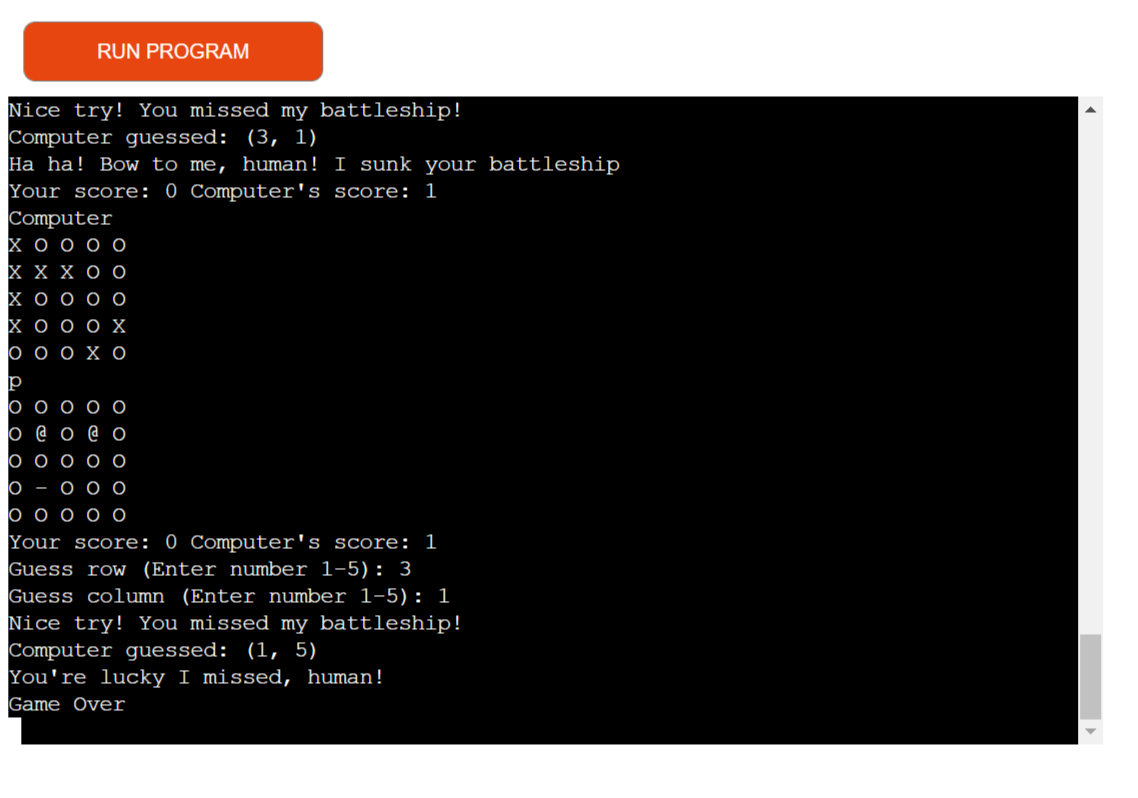 RUN PROGRAM
Nice try! You missed my battleship!
Computer guessed: (3, 1)
Ha ha! Bow to me, human! I sunk your battleship
Your score: 0 Computer's score: 1
Computer
X O O O O
X X X O O
X O O O O
X O O O X
O O O X O
p
O O O O O
O @ O @ O
O O O O O
O - O O O
O O O O O
Your score: 0 Computer's score: 1
Guess row (Enter number 1-5): 3
Guess column (Enter number 1-5): 1
Nice try! You missed my battleship!
Computer guessed: (1, 5)
You're lucky I missed, human!
Game Over